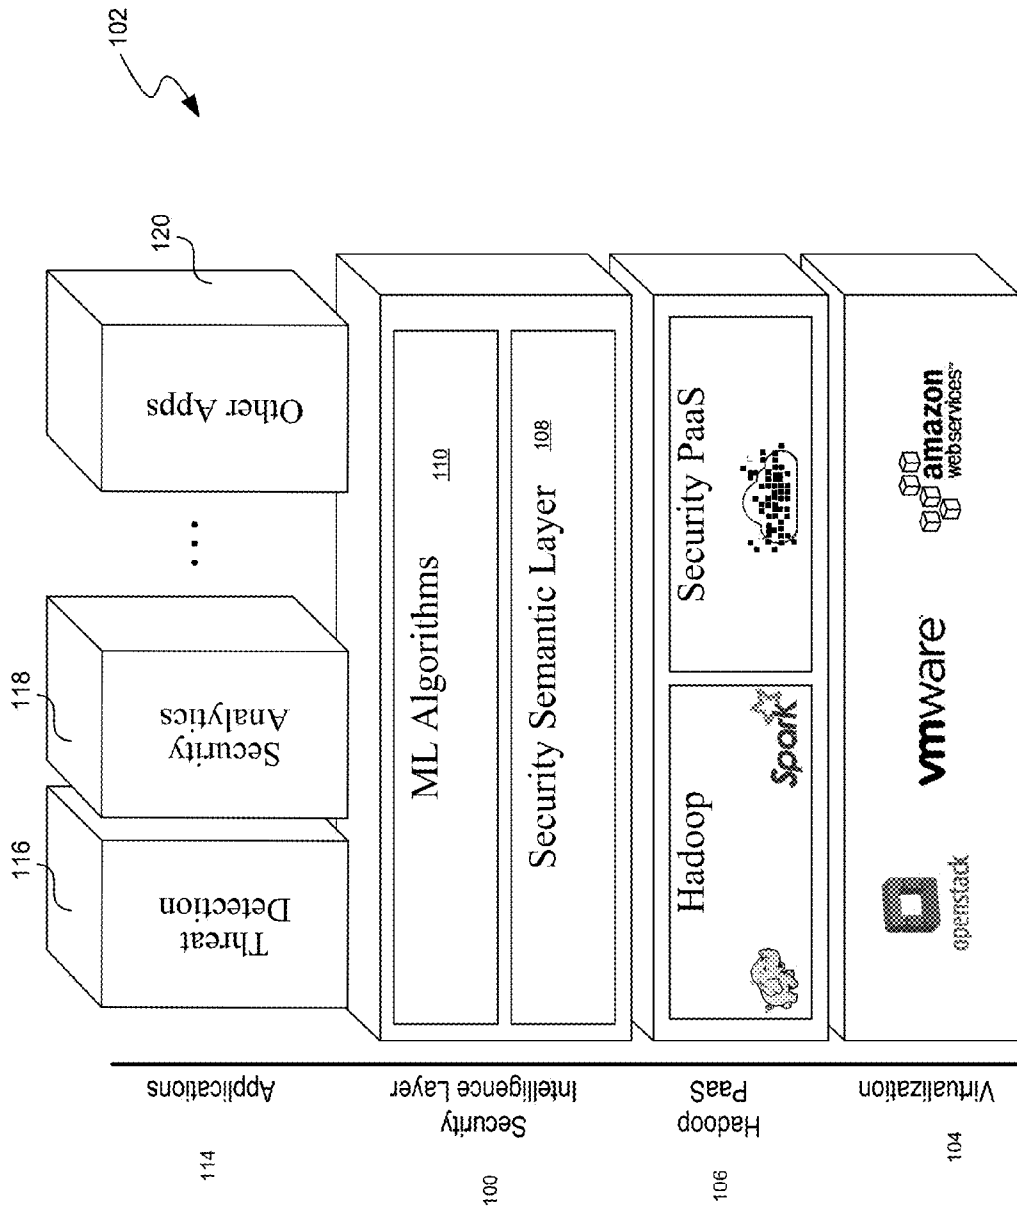 102
120
118
116
Other Apps
...
Security
Analytics
Threat
Detection
Applications
114
ML Algorithms
110
Security Semantic Layer
108
Security
Intelligence Layer
100
Hadoop
Spark
Security PaaS
Hadoop
PaaS
106
openstack
vmware
amazon
webservices™
Virtualization
104